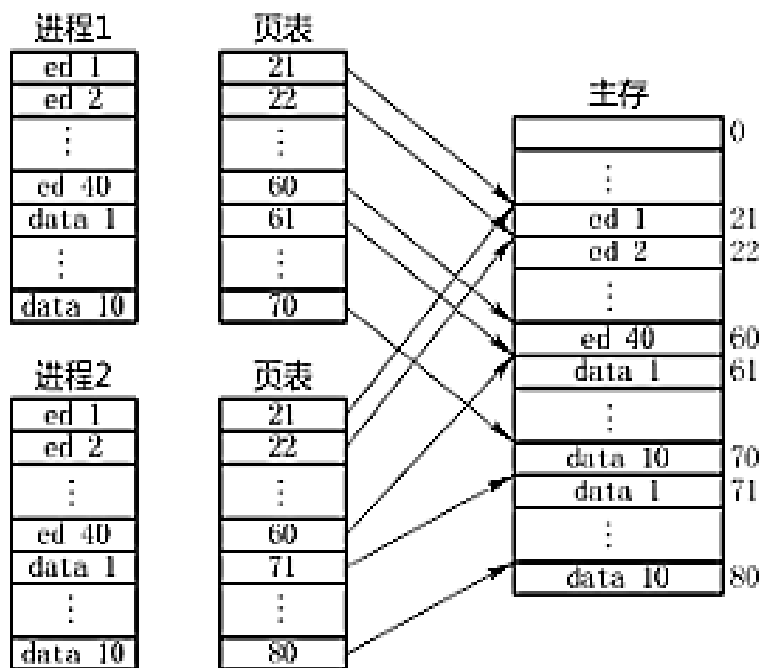 进程1
ed 1
ed 2
⋮
ed 40
data 1
⋮
data 10
页表
21
22
⋮
60
61
⋮
70
进程2
ed 1
ed 2
⋮
ed 40
data 1
⋮
data 10
页表
21
22
⋮
60
71
⋮
80
主存
0
⋮
ed 1 21
ed 2 22
⋮
ed 40 60
data 1 61
⋮
data 10 70
data 1 71
⋮
data 10 80